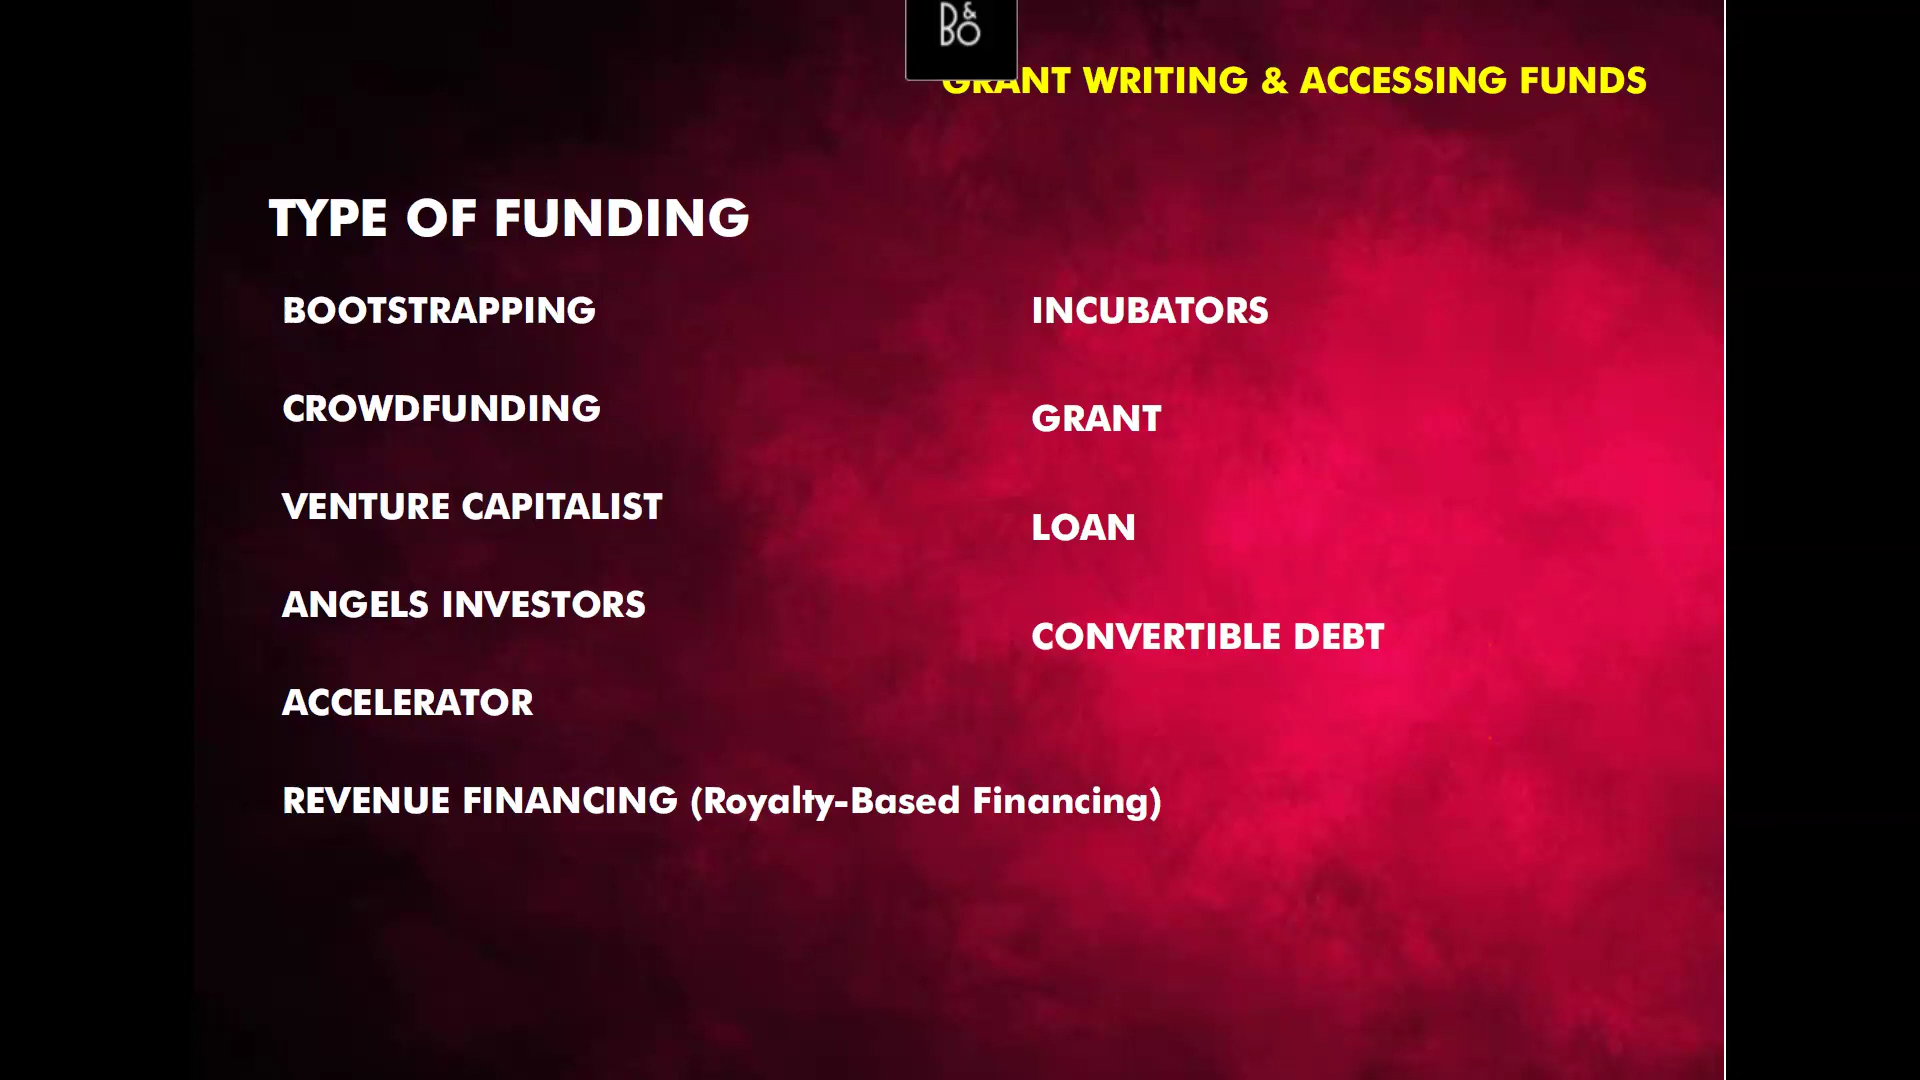 B&O
GRANT WRITING & ACCESSING FUNDS
TYPE OF FUNDING
BOOTSTRAPPING
CROWDFUNDING
VENTURE CAPITALIST
ANGELS INVESTORS
ACCELERATOR
REVENUE FINANCING (Royalty-Based Financing)
INCUBATORS
GRANT
LOAN
CONVERTIBLE DEBT